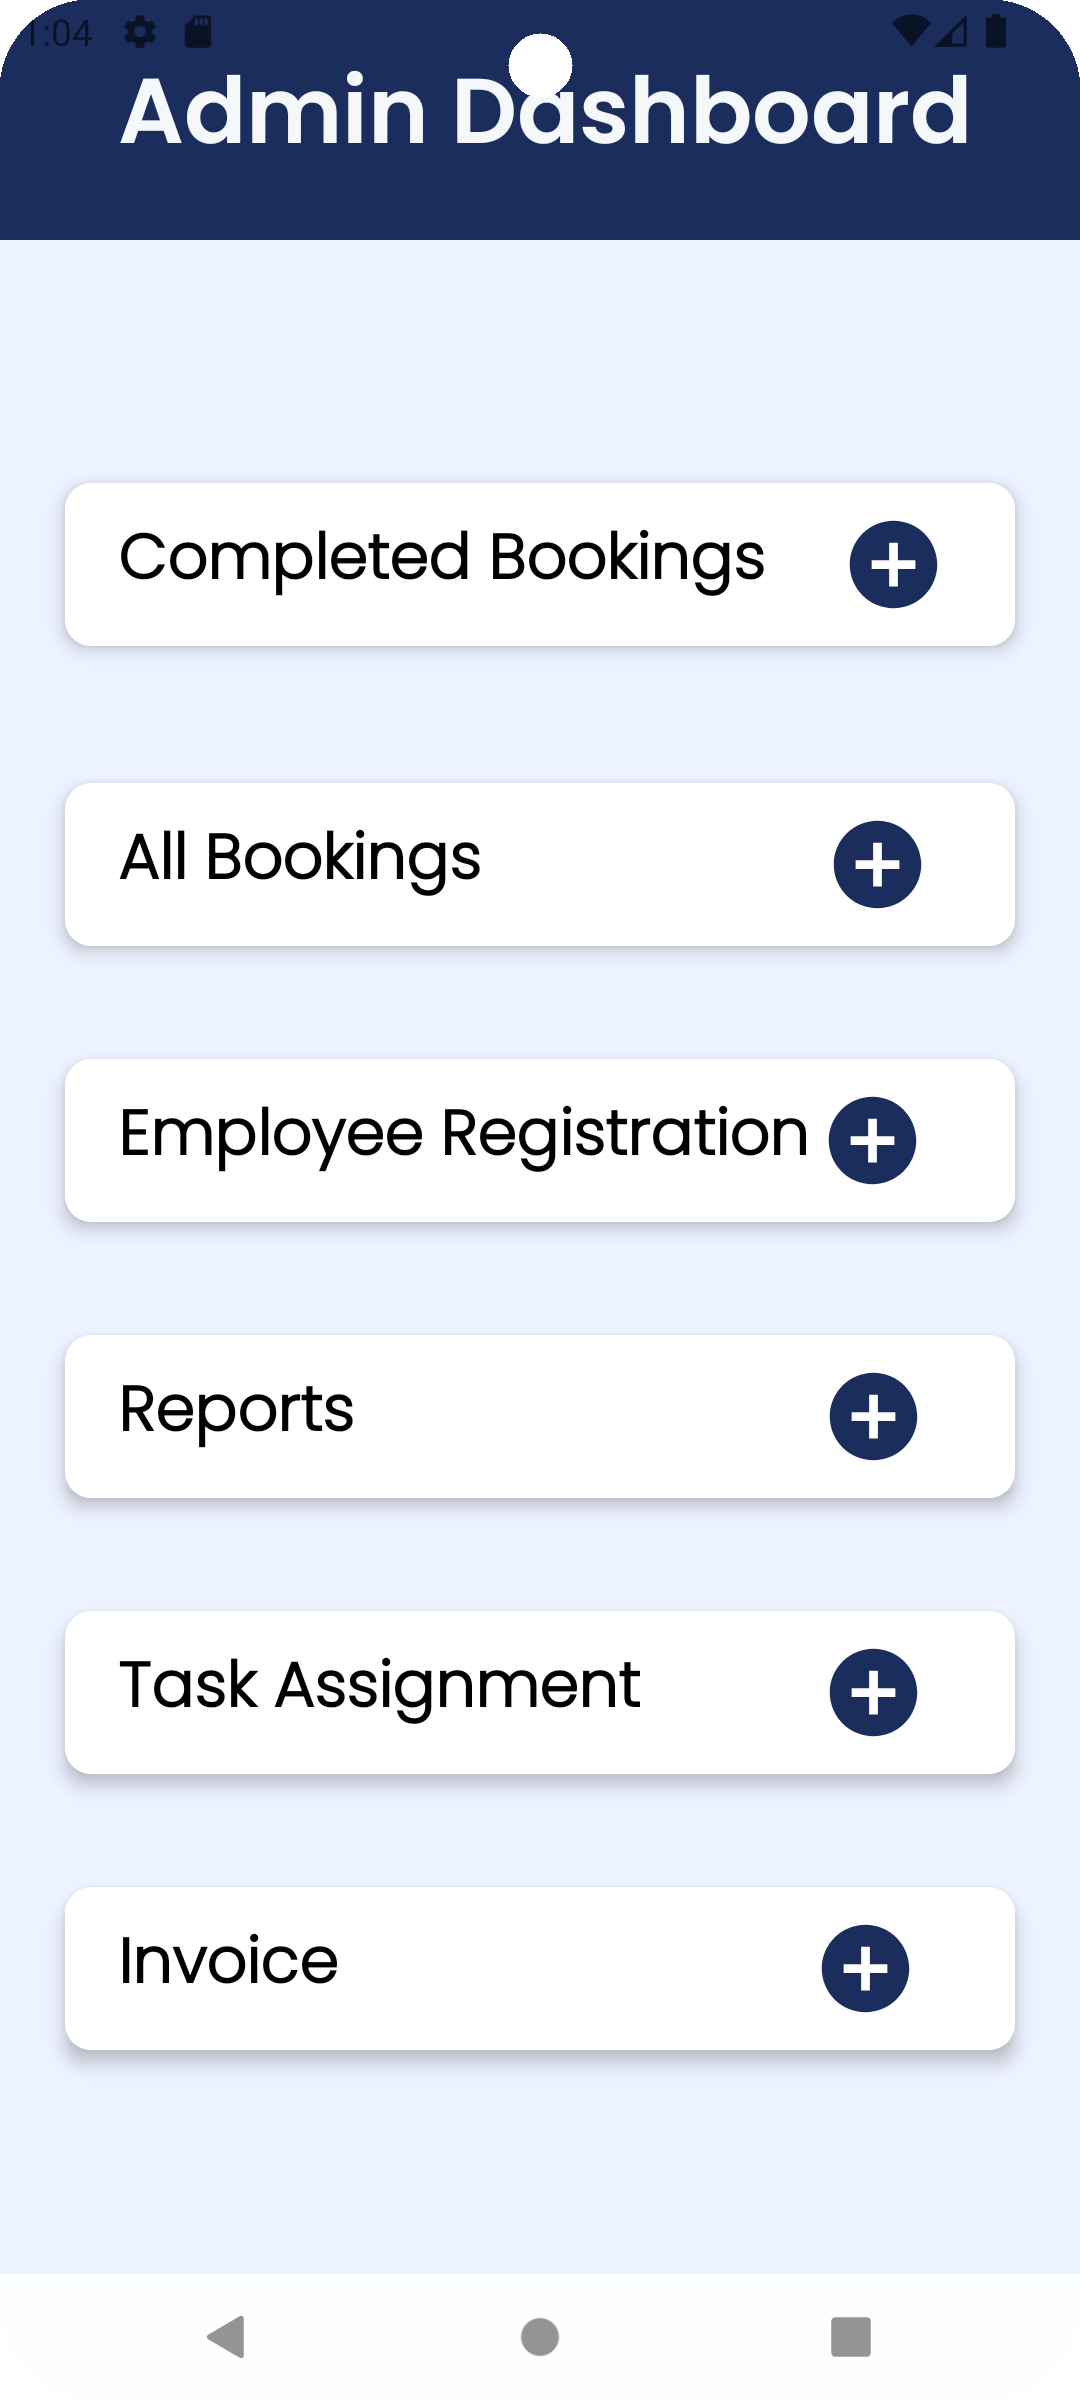 1:04
Admin Dashboard
Completed Bookings
All Bookings
Employee Registration
Reports
Task Assignment
Invoice